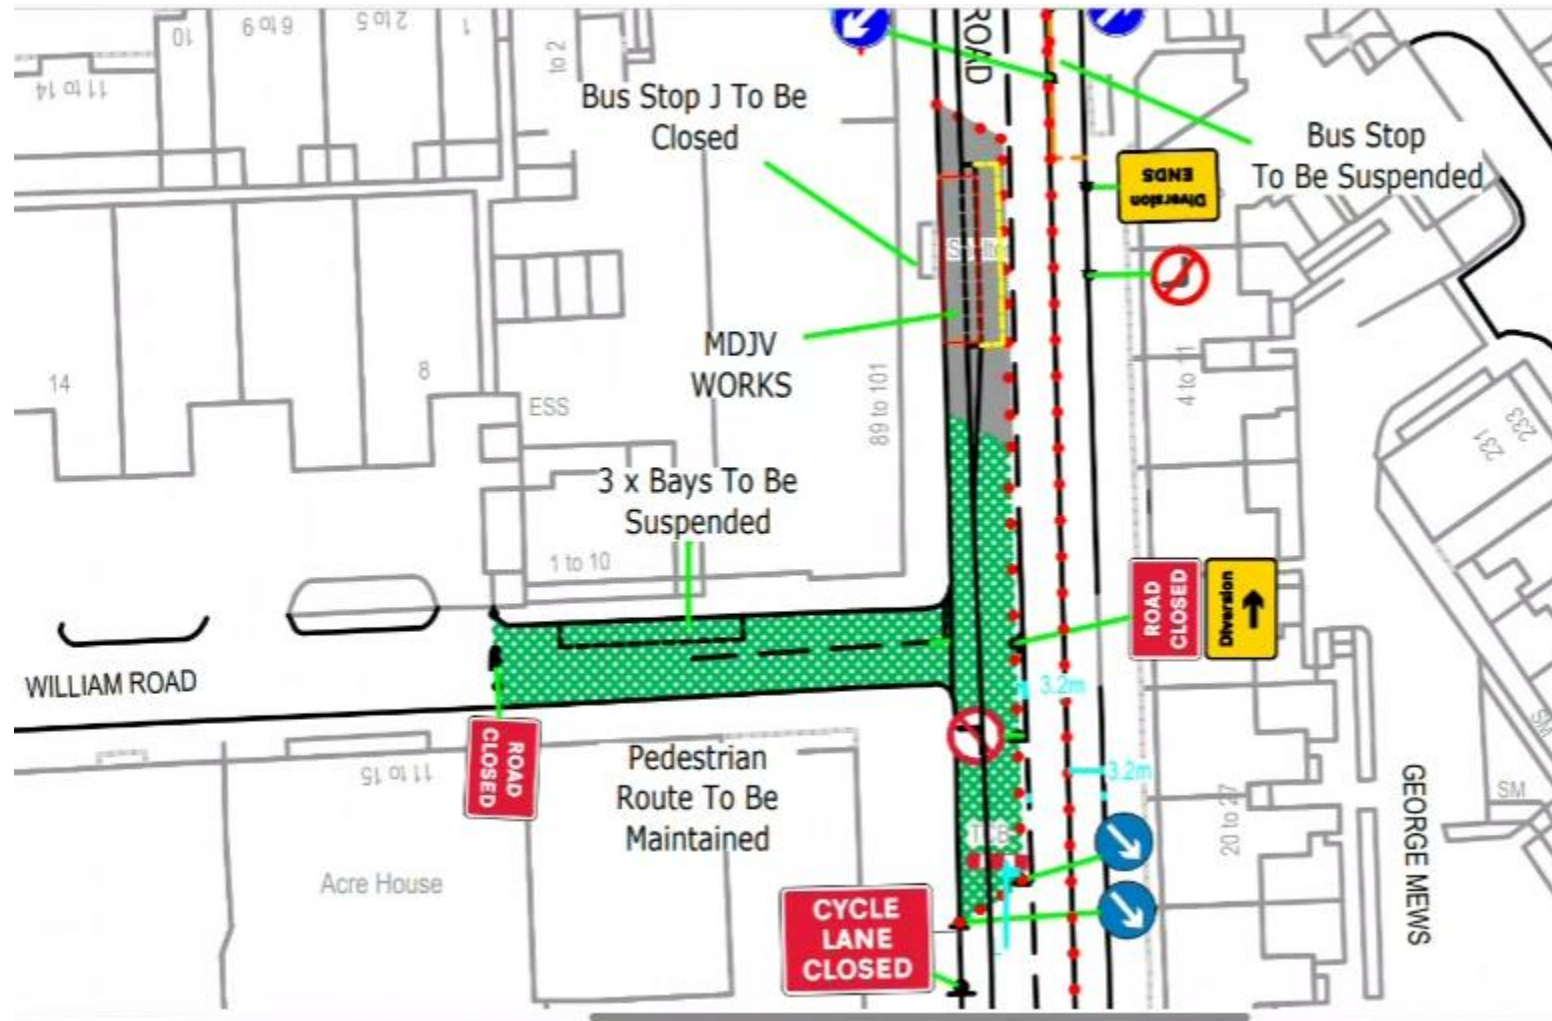 10
6 to 9
2 to 5
1
11 to 14
to 2
ROAD
Bus Stop J To Be
Closed
Bus Stop
To Be Suspended
Diversion
ENDS
MDJV
WORKS
14
8
ESS
89 to 101
4 to 11
231
233
3 x Bays To Be
Suspended
1 to 10
ROAD
CLOSED
Diversion
WILLIAM ROAD
3.2m
3.2m
ROAD
CLOSED
11 to 15
Pedestrian
Route To Be
Maintained
TCB
20 to 27
SM
GEORGE MEWS
Acre House
CYCLE
LANE
CLOSED